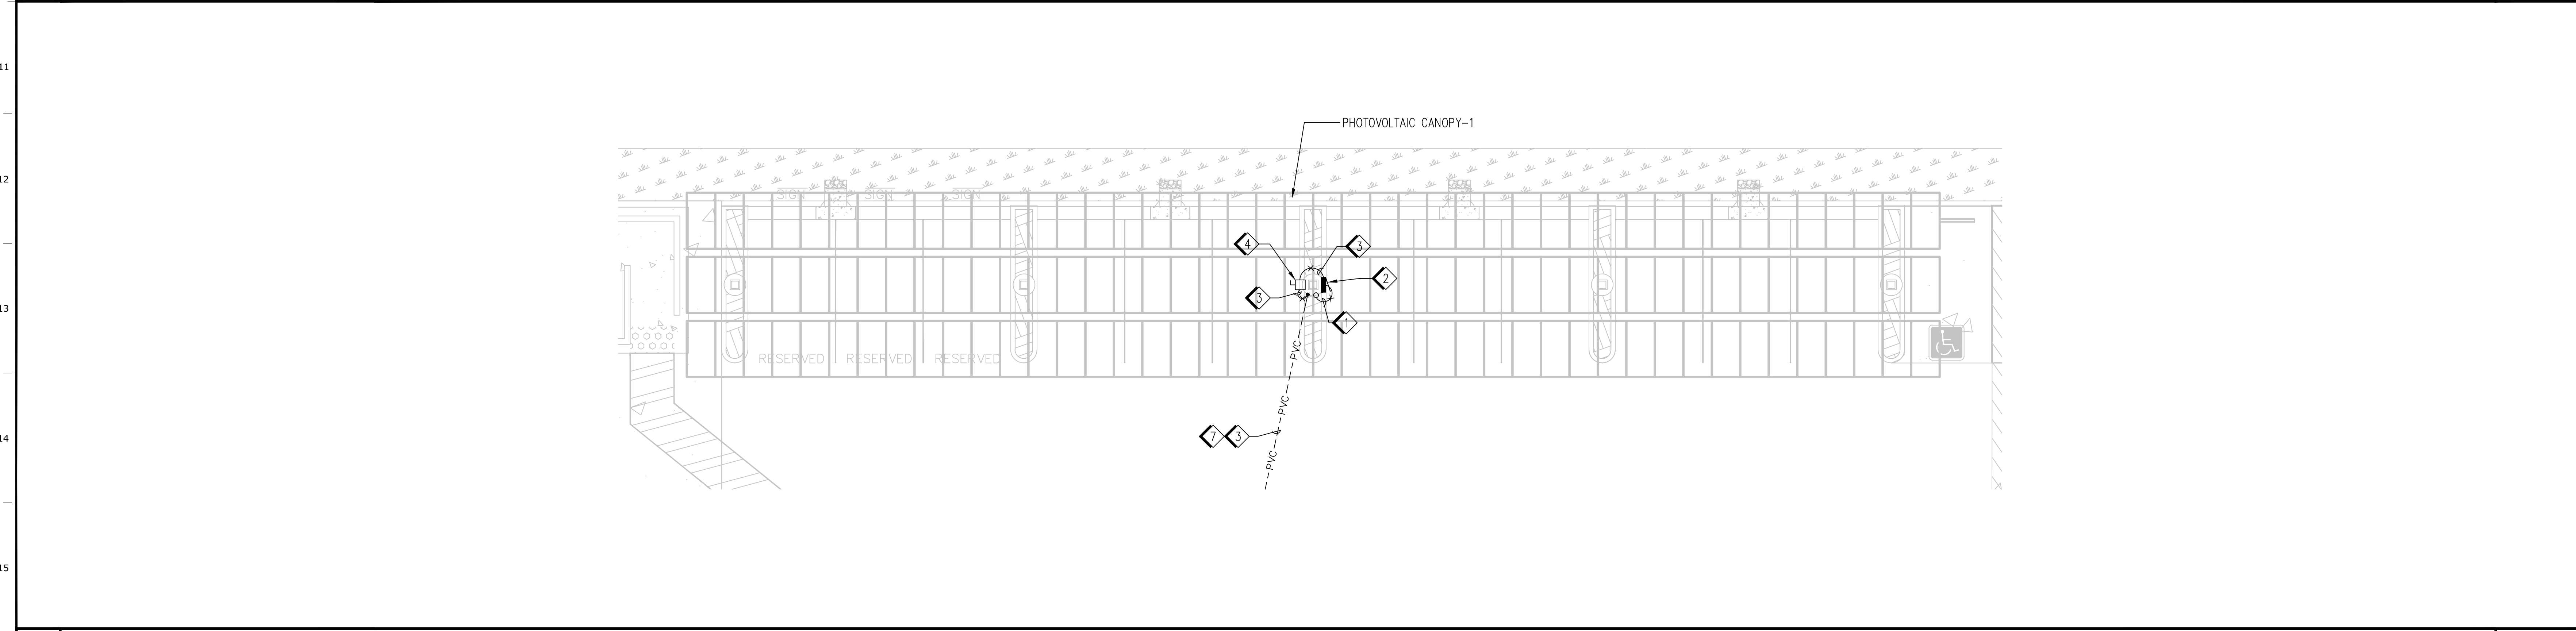 11
PHOTOVOLTAIC CANOPY-1
12
SIGN SIGN SIGN
4 3
2
3
13
1
PVC
RESERVED RESERVED RESERVED
PVC
7 3
14
PVC
15